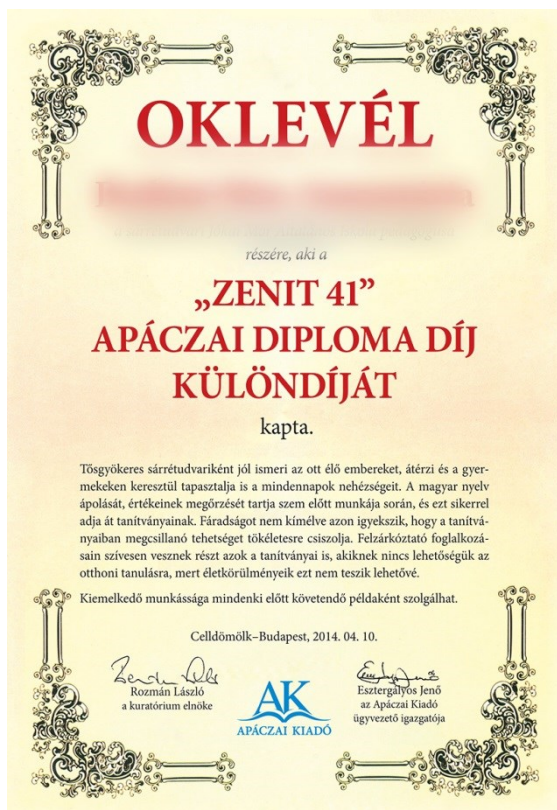 OKLEVÉL
részére, aki a
„ZENIT 41”
APÁCZAI DIPLOMA DÍJ
KÜLÖNDÍJÁT
kapta.
Tősgyökeres sárrétudvariként jól ismeri az ott élő embereket, átérzi és a gyer-
mekeken keresztül tapasztalja is a mindennapok nehézségeit. A magyar nyelv
ápolását, értékeinek megőrzését tartja szem előtt munkája során, és ezt sikerrel
adja át tanítványainak. Fáradságot nem kímélve azon igyekszik, hogy a tanítvá-
nyaiban megcsillanó tehetséget tökéletesre csiszolja. Felzárkóztató foglalkozá-
sain szívesen vesznek részt azok a tanítványai is, akiknek nincs lehetőségük az
otthoni tanulásra, mert életkörülményeik ezt nem teszik lehetővé.
Kiemelkedő munkássága mindenki előtt követendő példaként szolgálhat.
Celldömölk–Budapest, 2014. 04. 10.
Rozmán László
a kuratórium elnöke
AK
APÁCZAI KIADÓ
Esztergályos Jenő
az Apáczai Kiadó
ügyvezető igazgatója